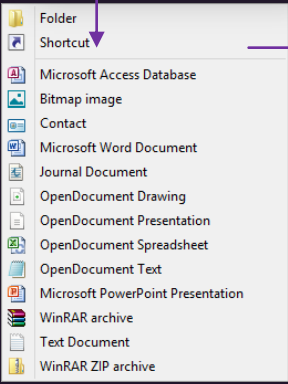 Folder
Shortcut
Microsoft Access Database
Bitmap image
Contact
Microsoft Word Document
Journal Document
OpenDocument Drawing
OpenDocument Presentation
OpenDocument Spreadsheet
OpenDocument Text
Microsoft PowerPoint Presentation
WinRAR archive
Text Document
WinRAR ZIP archive